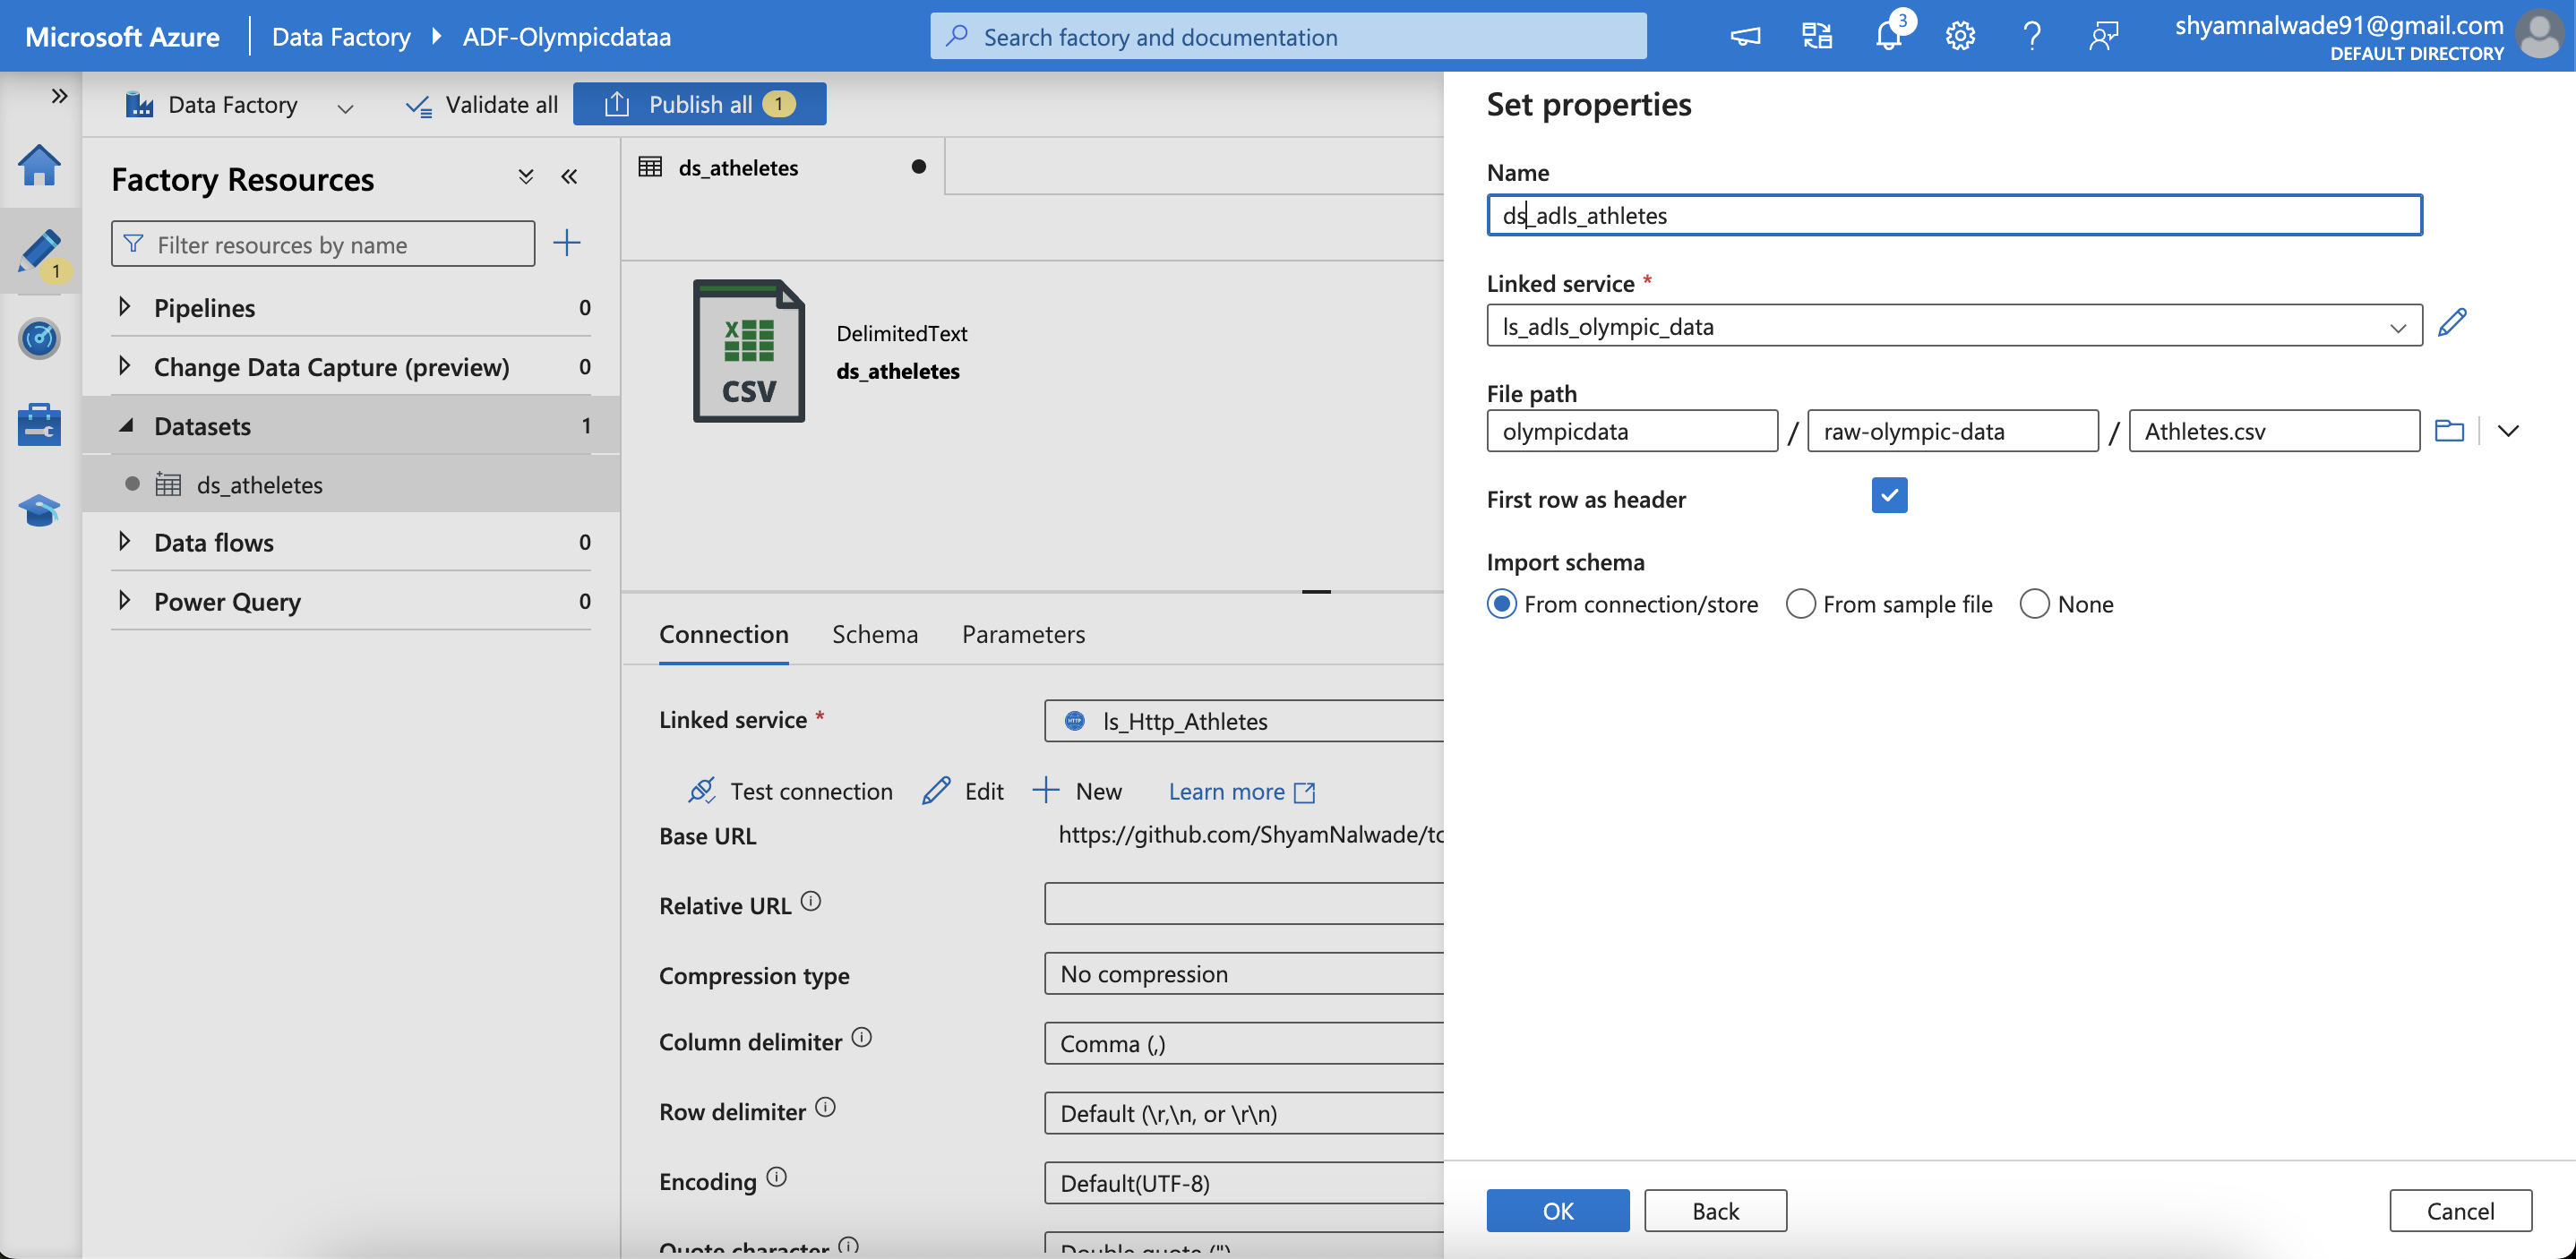 Microsoft Azure
Data Factory
ADF-Olympicdataa
Search factory and documentation
3
shyamnalwade91@gmail.com
DEFAULT DIRECTORY
Data Factory
Validate all
Publish all 1
1
Factory Resources
Filter resources by name
Pipelines 0
Change Data Capture (preview) 0
Datasets 1
ds_atheletes
Data flows 0
Power Query 0
ds_atheletes
X
CSV
DelimitedText
ds_atheletes
Connection Schema Parameters
Linked service *
HTTP ls_Http_Athletes
Test connection Edit New Learn more
Base URL https://github.com/ShyamNalwade/to
Relative URL
Compression type No compression
Column delimiter Comma (,)
Row delimiter Default (\r,\n, or \r\n)
Encoding Default(UTF-8)
Quote character Double quote (")
Set properties
Name
ds_adls_athletes
Linked service *
ls_adls_olympic_data
File path
olympicdata / raw-olympic-data / Athletes.csv
First row as header
Import schema
From connection/store From sample file None
OK Back Cancel